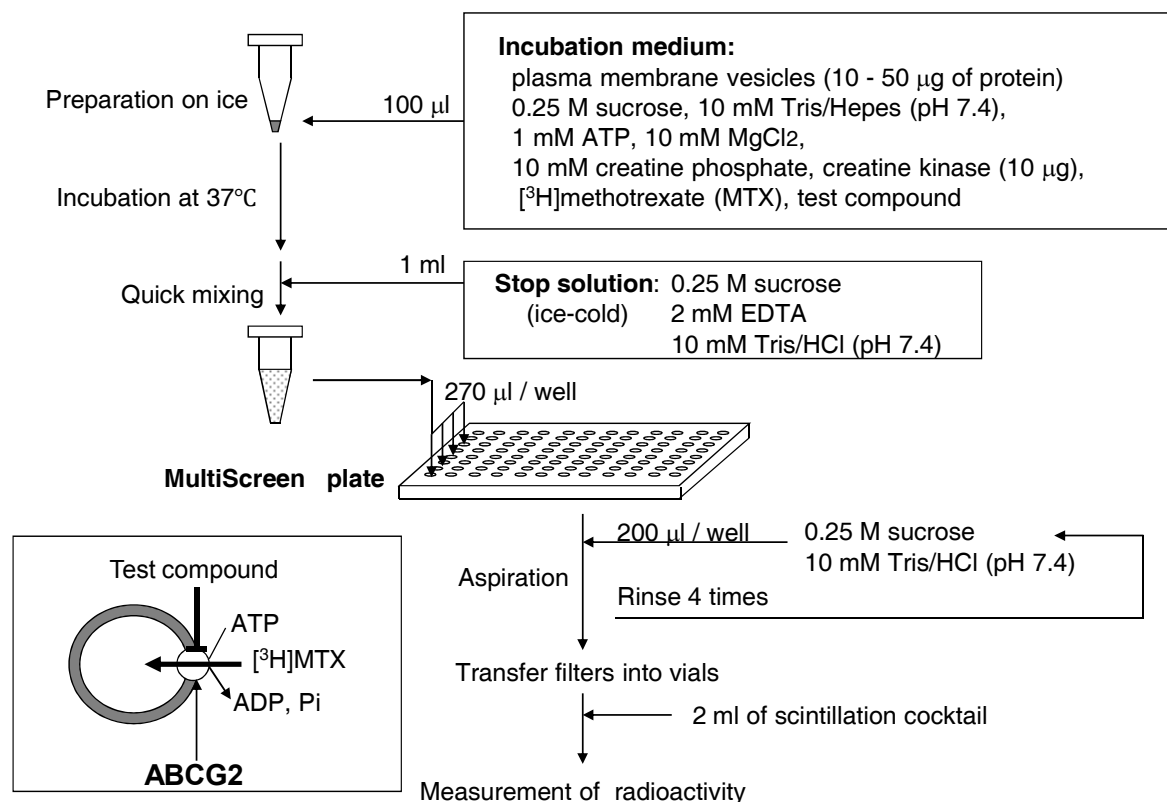 Incubation medium:
plasma membrane vesicles (10 - 50 μg of protein)
0.25 M sucrose, 10 mM Tris/Hepes (pH 7.4),
1 mM ATP, 10 mM MgCl2,
10 mM creatine phosphate, creatine kinase (10 μg),
[³H]methotrexate (MTX), test compound
Preparation on ice
100 μl
Incubation at 37℃
1 ml
Quick mixing
Stop solution: 0.25 M sucrose
(ice-cold) 2 mM EDTA
10 mM Tris/HCl (pH 7.4)
270 μl / well
MultiScreen plate
200 μl / well
0.25 M sucrose
10 mM Tris/HCl (pH 7.4)
Aspiration
Rinse 4 times
Transfer filters into vials
2 ml of scintillation cocktail
Measurement of radioactivity
Test compound
ATP
[³H]MTX
ADP, Pi
ABCG2